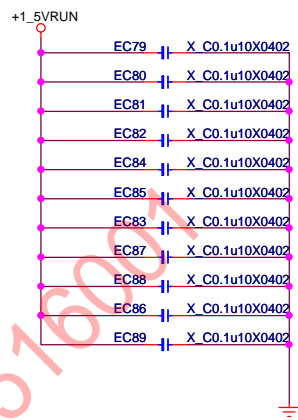 +1_5VRUN
EC79 X_C0.1u10X0402
EC80 X_C0.1u10X0402
EC81 X_C0.1u10X0402
EC82 X_C0.1u10X0402
EC84 X_C0.1u10X0402
EC85 X_C0.1u10X0402
EC83 X_C0.1u10X0402
EC87 X_C0.1u10X0402
EC88 X_C0.1u10X0402
EC86 X_C0.1u10X0402
EC89 X_C0.1u10X0402
516001